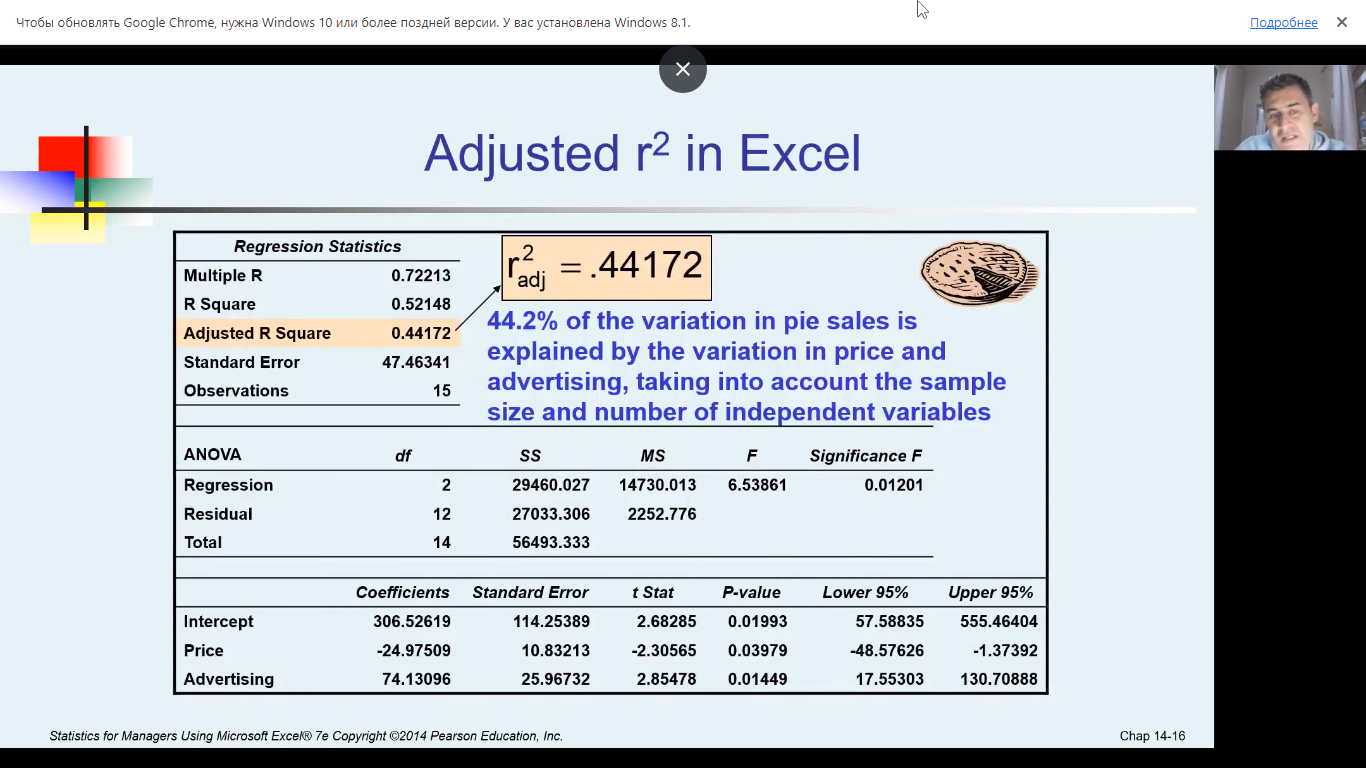 Чтобы обновлять Google Chrome, нужна Windows 10 или более поздней версии. У вас установлена Windows 8.1.
Подробнее
Adjusted r² in Excel
Regression Statistics
Multiple R 0.72213
R Square 0.52148
Adjusted R Square 0.44172
Standard Error 47.46341
Observations 15
r²adj = .44172
44.2% of the variation in pie sales is
explained by the variation in price and
advertising, taking into account the sample
size and number of independent variables
ANOVA df SS MS F Significance F
Regression 2 29460.027 14730.013 6.53861 0.01201
Residual 12 27033.306 2252.776
Total 14 56493.333
Coefficients Standard Error t Stat P-value Lower 95% Upper 95%
Intercept 306.52619 114.25389 2.68285 0.01993 57.58835 555.46404
Price -24.97509 10.83213 -2.30565 0.03979 -48.57626 -1.37392
Advertising 74.13096 25.96732 2.85478 0.01449 17.55303 130.70888
Statistics for Managers Using Microsoft Excel® 7e Copyright ©2014 Pearson Education, Inc.
Chap 14-16